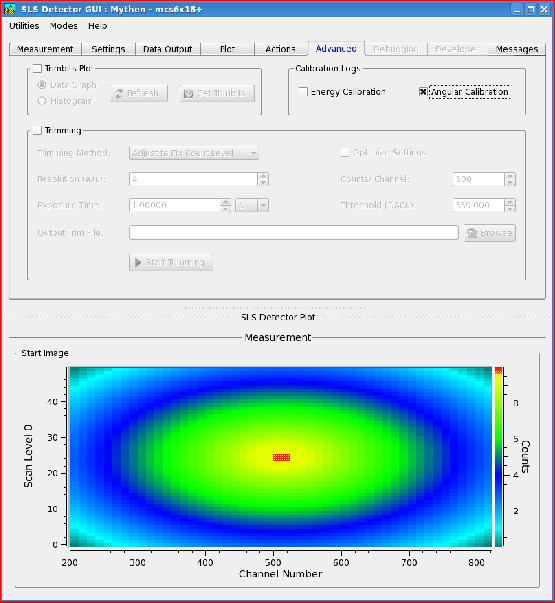 SLS Detector GUI : Mythen - mcs6x18+
Utilities Modes Help
Measurement Settings Data Output Plot Actions Advanced Debugging Developer Messages
Trimbits Plot
Calibration Logs
Data Graph
Histogram
Refresh
Get Trimbits
Energy Calibration
Angular Calibration
Trimming
Trimming Method: Adjust to Fix Count Level
Optimize Settings
Resolution (a.u.): 4
Counts/ Channel: 500
Exposure Time: 1.00000 s
Threshold (DACu): 559.000
Output Trim File:
Browse
Start Trimming
SLS Detector Plot
Measurement
Start Image
Scan Level 0
40
30
20
10
0
200 300 400 500 600 700 800
Channel Number
8
6
4
2
Counts